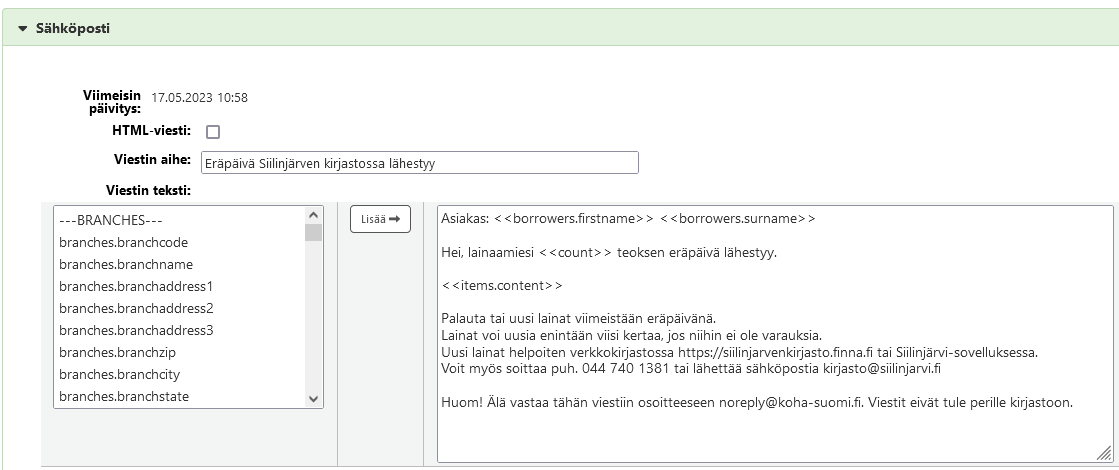 Sähköposti
Viimeisin
päivitys:
17.05.2023 10:58
HTML-viesti:
Viestin aihe:
Eräpäivä Siilinjärven kirjastossa lähestyy
Viestin teksti:
---BRANCHES---
branches.branchcode
branches.branchname
branches.branchaddress1
branches.branchaddress2
branches.branchaddress3
branches.branchzip
branches.branchcity
branches.branchstate
Lisää
Asiakas: <<borrowers.firstname>> <<borrowers.surname>>
Hei, lainaamiesi <<count>> teoksen eräpäivä lähestyy.
<<items.content>>
Palauta tai uusi lainat viimeistään eräpäivänä.
Lainat voi uusia enintään viisi kertaa, jos niihin ei ole varauksia.
Uusi lainat helpoiten verkkokirjastossa https://siilinjarvenkirjasto.finna.fi tai Siilinjärvi-sovelluksessa.
Voit myös soittaa puh. 044 740 1381 tai lähettää sähköpostia kirjasto@siilinjarvi.fi
Huom! Älä vastaa tähän viestiin osoitteeseen noreply@koha-suomi.fi. Viestit eivät tule perille kirjastoon.